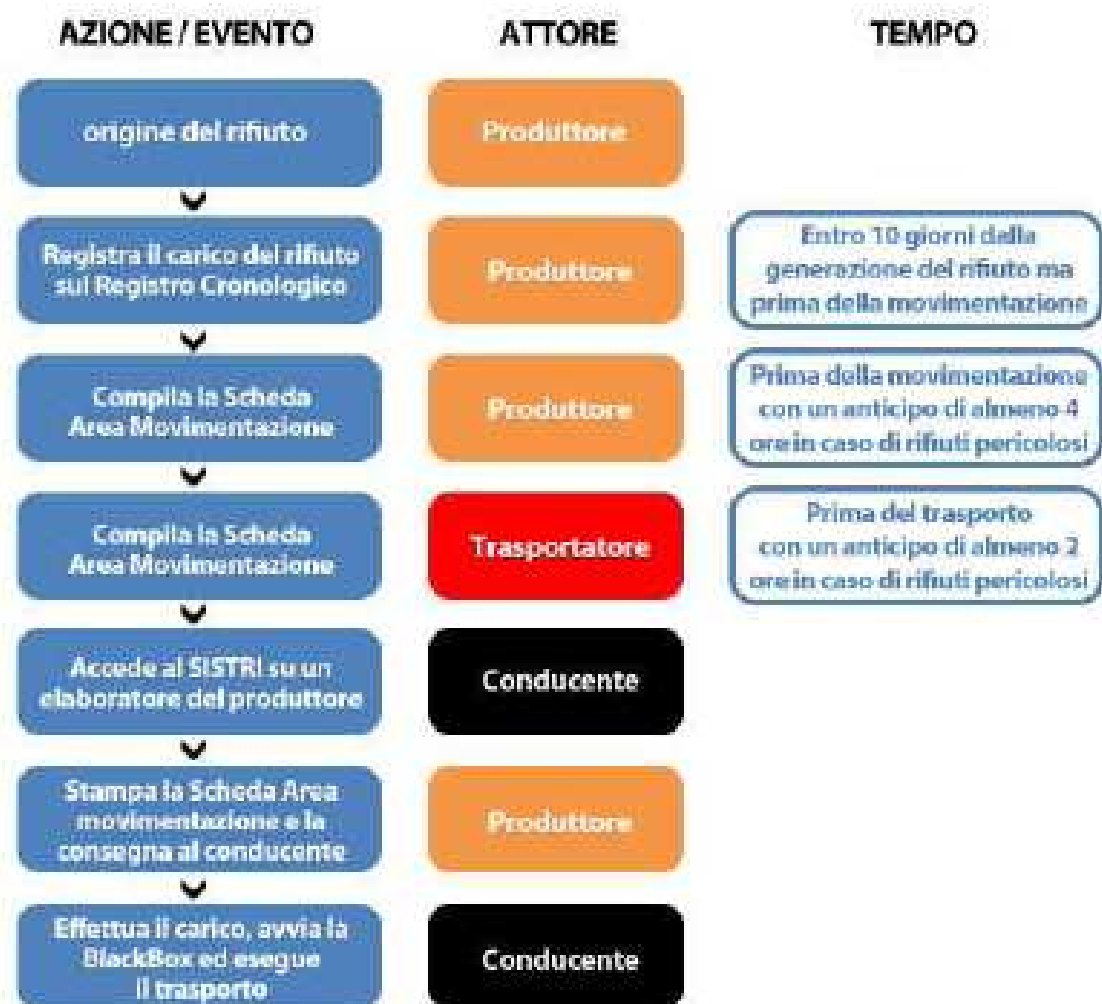 AZIONE / EVENTO
ATTORE
TEMPO
origine del rifiuto
Produttore
Registra il carico del rifiuto
sul Registro Cronologico
Produttore
Entro 10 giorni dalla
generazione del rifiuto ma
prima della movimentazione
Compila la Scheda
Area Movimentazione
Produttore
Prima della movimentazione
con un anticipo di almeno 4
ore in caso di rifiuti pericolosi
Compila la Scheda
Area Movimentazione
Trasportatore
Prima del trasporto
con un anticipo di almeno 2
ore in caso di rifiuti pericolosi
Accede al SISTRI su un
elaboratore del produttore
Conducente
Stampa la Scheda Area
movimentazione e la
consegna al conducente
Produttore
Effettua il carico, avvia la
BlackBox ed esegue
il trasporto
Conducente